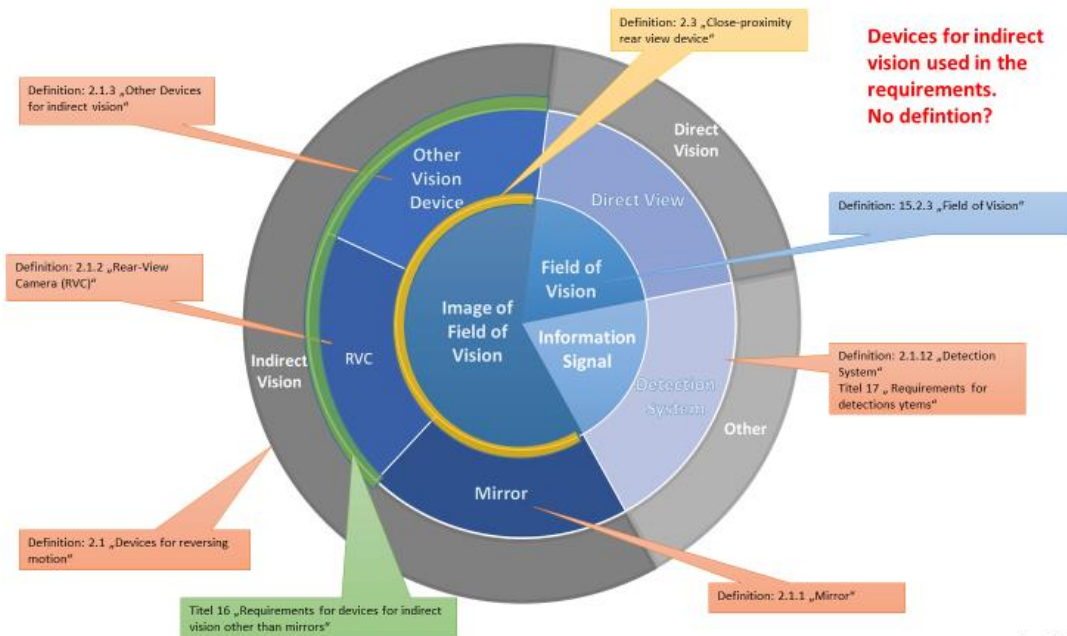 Definition: 2.3 „Close-proximity
rear view device“
Devices for indirect
vision used in the
requirements.
No defintion?
Definition: 2.1.3 „Other Devices
for indirect vision“
Direct
Vision
Other
Vision
Device
Direct View
Definition: 15.2.3 „Field of Vision“
Definition: 2.1.2 „Rear-View
Camera (RVC)“
Field of
Vision
Image of
Field of
Vision
Information
Signal
RVC
Indirect
Vision
Definition: 2.1.12 „Detection
System“
Titel 17 „ Requirements for
detections ytems“
Detection
System
Other
Mirror
Definition: 2.1 „Devices for reversing
motion“
Definition: 2.1.1 „Mirror“
Titel 16 „Requirements for devices for indirect
vision other than mirrors“